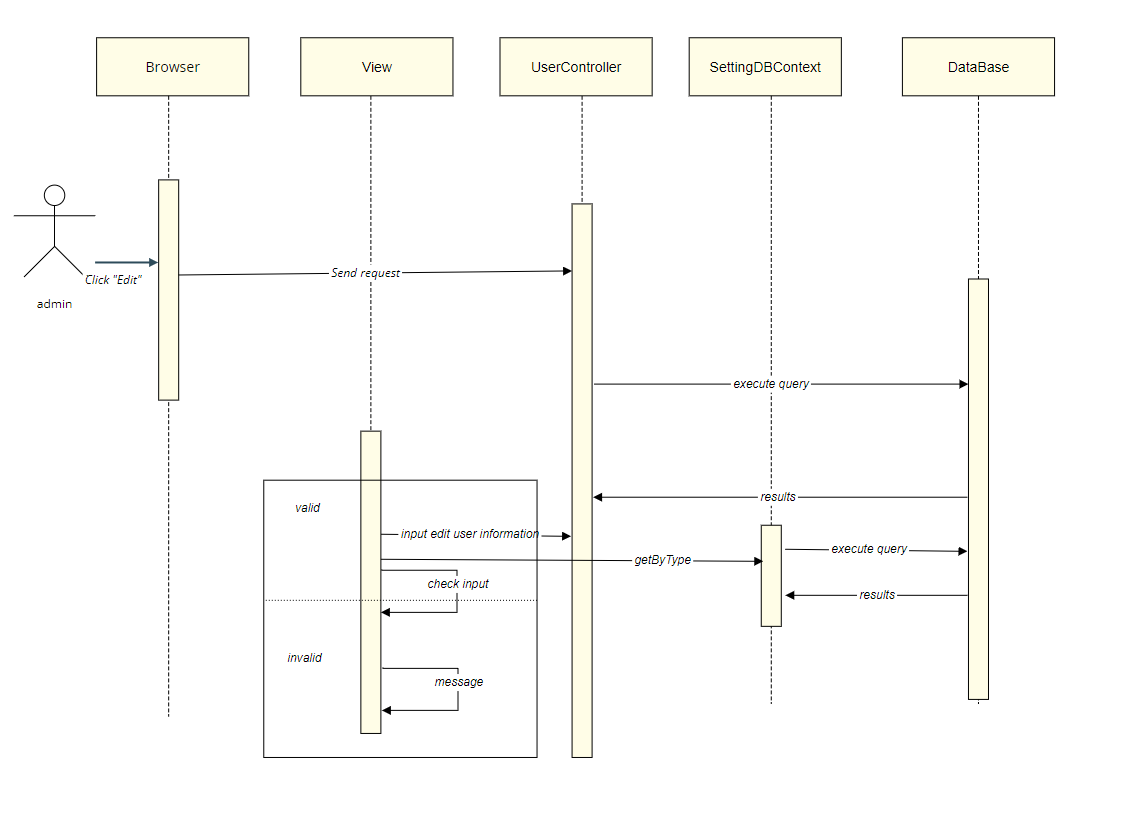 Browser
View
UserController
SettingDBContext
DataBase
Click "Edit"
admin
Send request
execute query
results
valid
input edit user information
execute query
getByType
check input
results
invalid
message